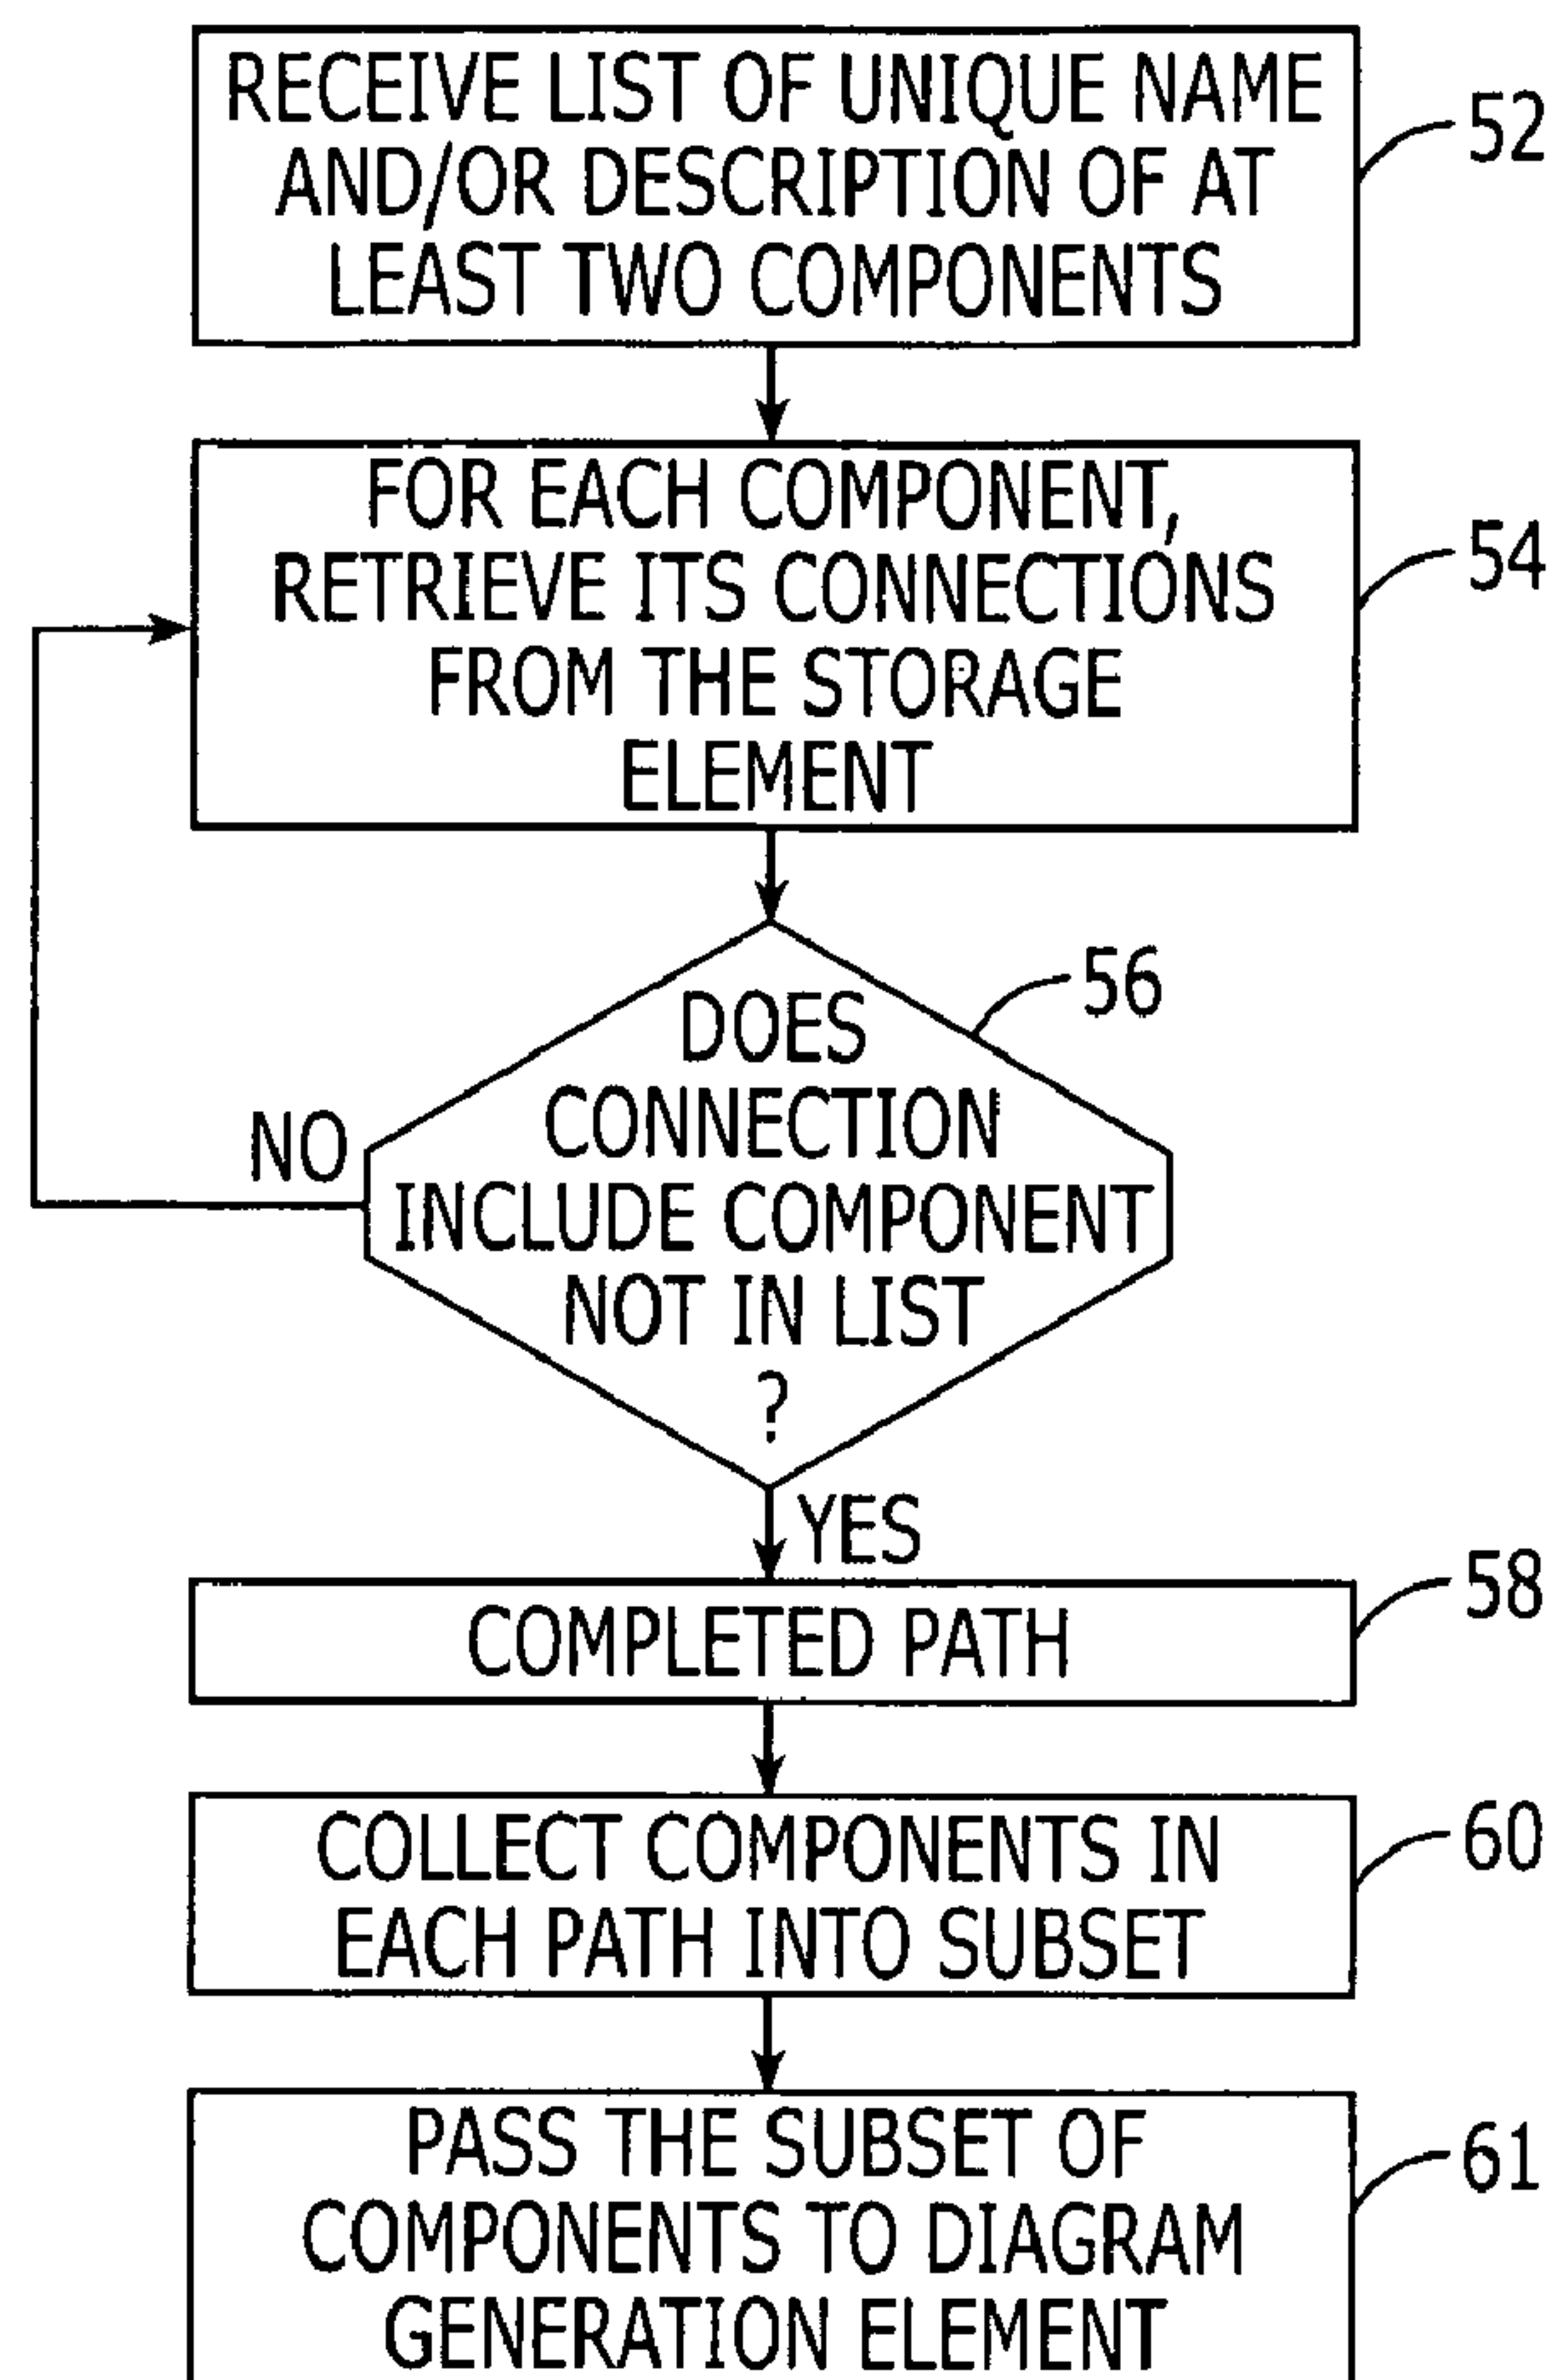 RECEIVE LIST OF UNIQUE NAME
AND/OR DESCRIPTION OF AT
LEAST TWO COMPONENTS
52
FOR EACH COMPONENT,
RETRIEVE ITS CONNECTIONS
FROM THE STORAGE
ELEMENT
54
DOES
CONNECTION
INCLUDE COMPONENT
NOT IN LIST
?
56
NO
YES
COMPLETED PATH
58
COLLECT COMPONENTS IN
EACH PATH INTO SUBSET
60
PASS THE SUBSET OF
COMPONENTS TO DIAGRAM
GENERATION ELEMENT
61